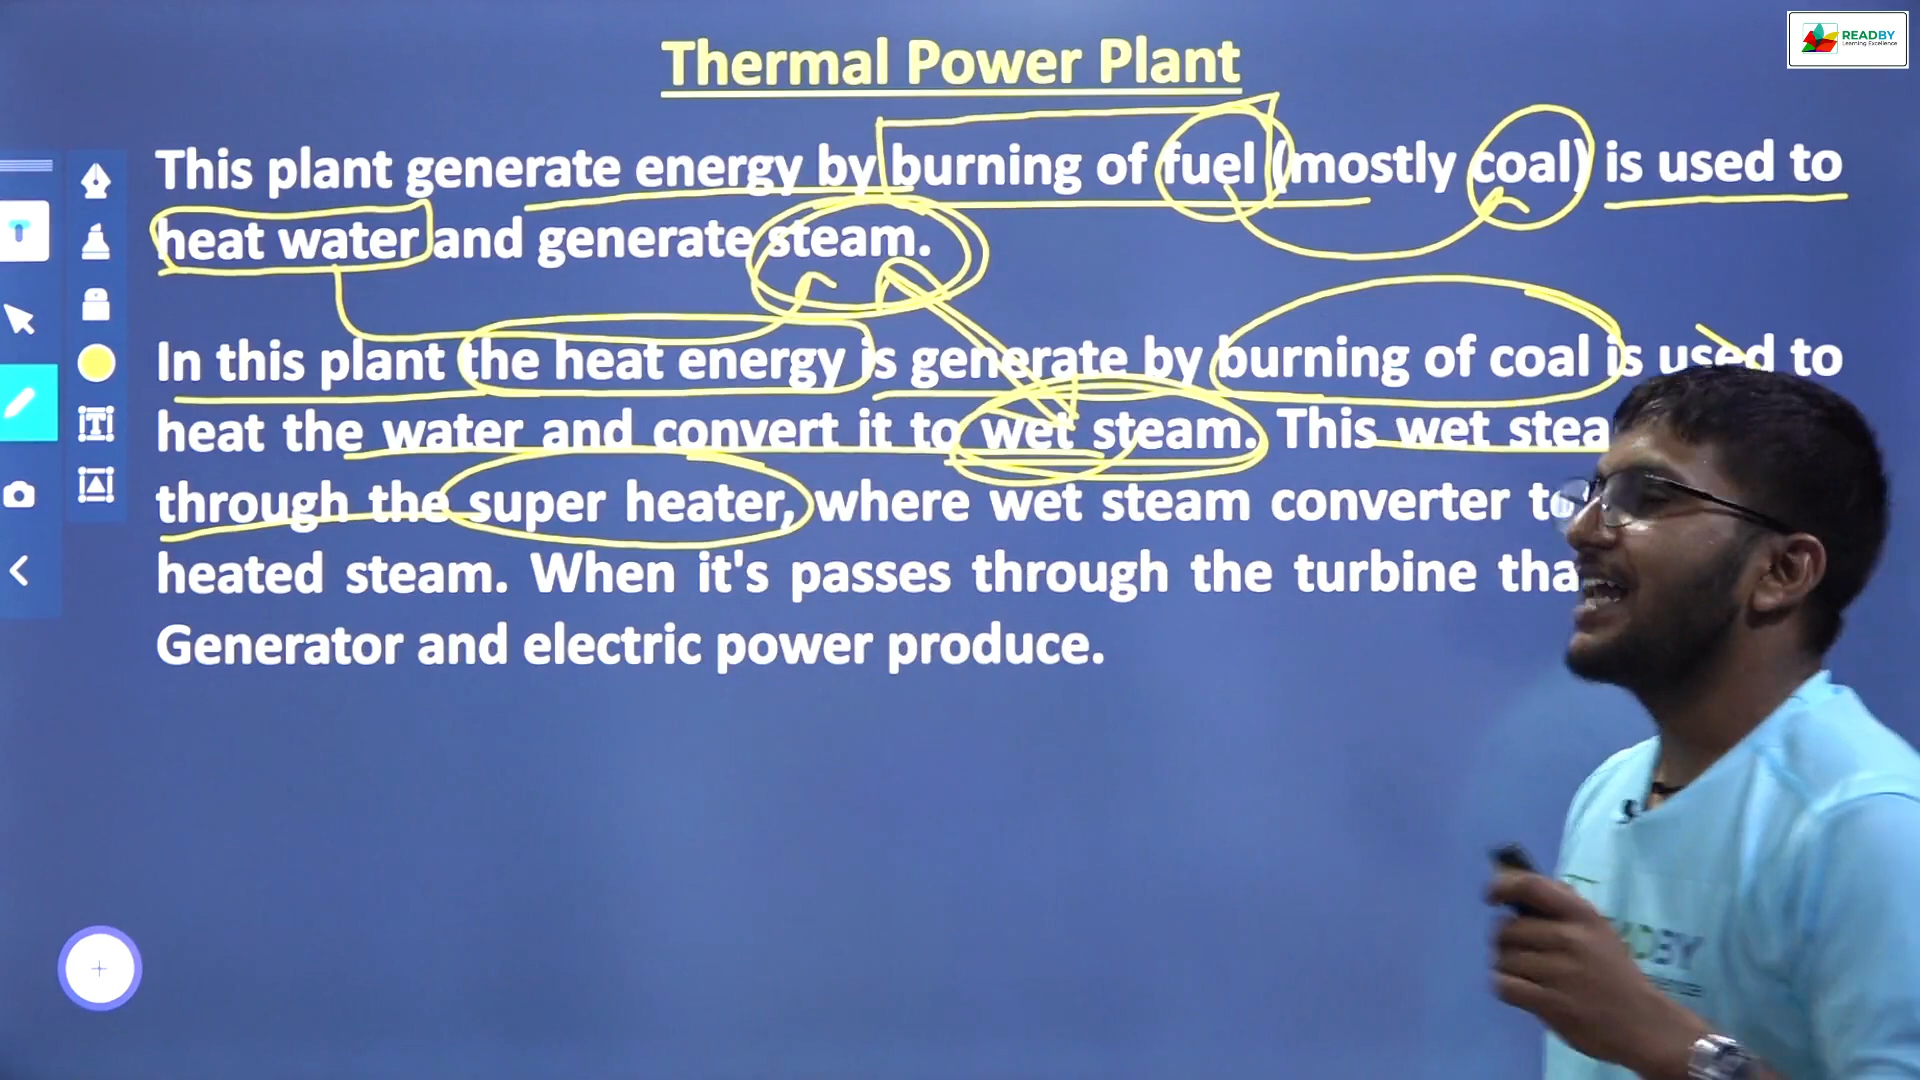 READBY
Learning Excellence
Thermal Power Plant
This plant generate energy by burning of fuel (mostly coal) is used to
heat water and generate steam.
In this plant the heat energy is generate by burning of coal is used to
heat the water and convert it to wet steam. This wet stea
through the super heater, where wet steam converter to
heated steam. When it's passes through the turbine tha
Generator and electric power produce.